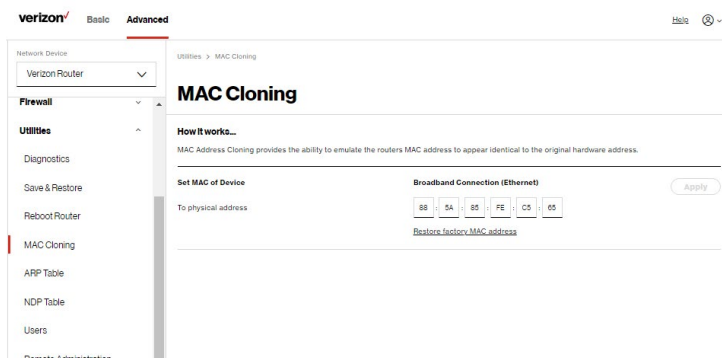 verizon✓ Basic Advanced Help
Network Device
Verizon Router
Firewall
Utilities
Diagnostics
Save & Restore
Reboot Router
MAC Cloning
ARP Table
NDP Table
Users
Remote Administration
Utilities > MAC Cloning
MAC Cloning
How it works...
MAC Address Cloning provides the ability to emulate the routers MAC address to appear identical to the original hardware address.
Set MAC of Device
Broadband Connection (Ethernet)
Apply
To physical address
88 : 5A : 85 : FE : C5 : 65
Restore factory MAC address